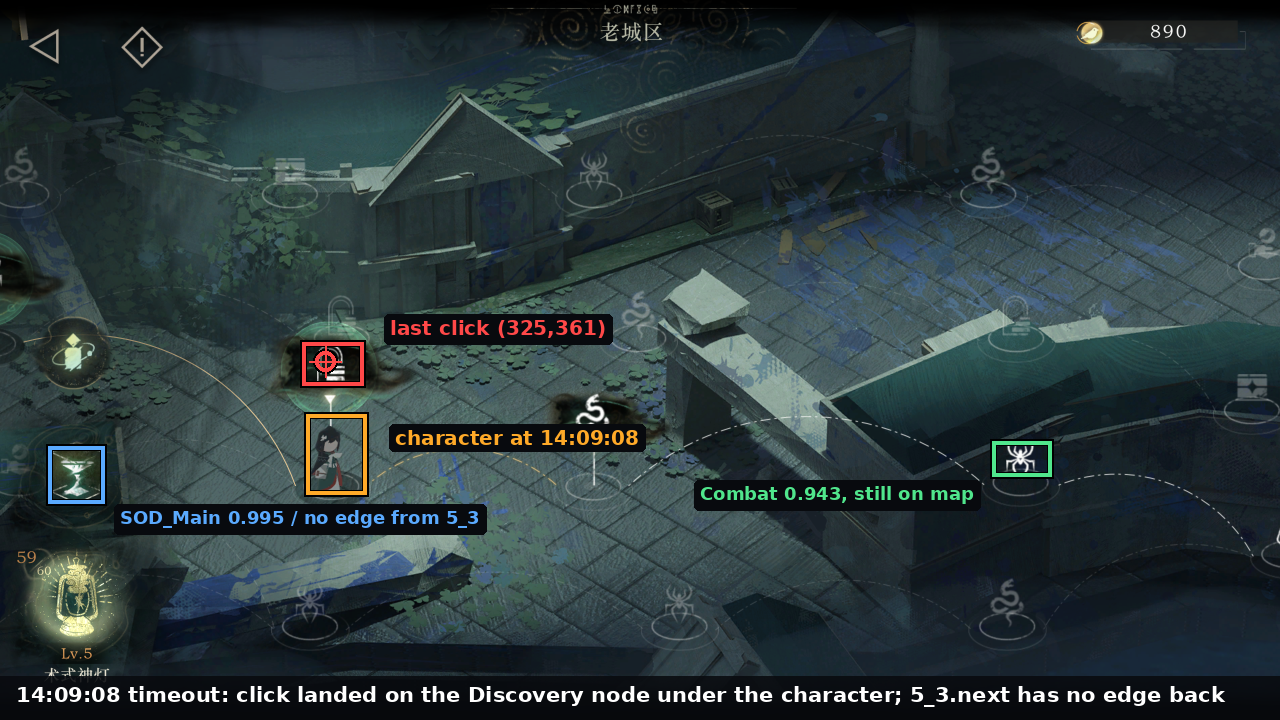 老城区
890
last click (325,361)
character at 14:09:08
Combat 0.943, still on map
SOD_Main 0.995 / no edge from 5_3
59
60
Lv.5
14:09:08 timeout: click landed on the Discovery node under the character; 5_3.next has no edge back